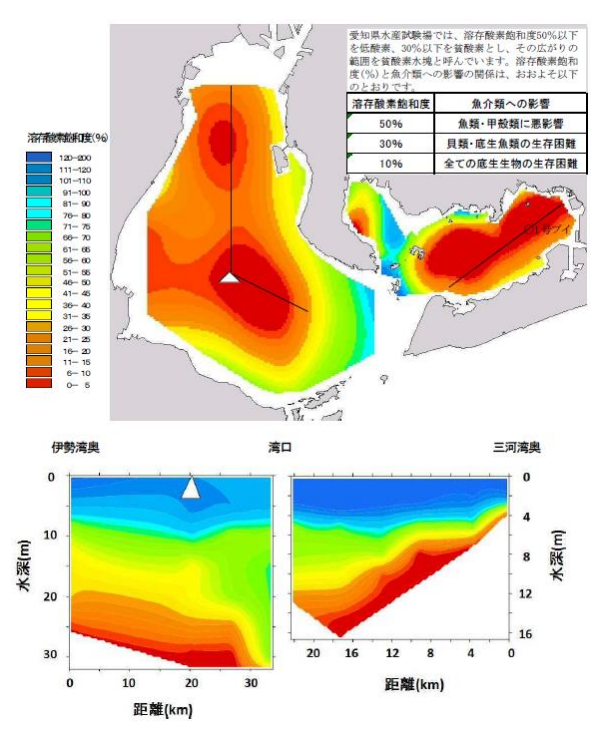 愛知県水産試験場では、溶存酸素飽和度50%以下
を低酸素、30%以下を貧酸素とし、その広がりの
範囲を貧酸素水塊と呼んでいます。溶存酸素飽和
度(%)と魚介類への影響の関係は、おおよそ以下
のとおりです。
溶存酸素飽和度 魚介類への影響
50% 魚類・甲殻類に悪影響
30% 貝類・底生魚類の生存困難
10% 全ての底生生物の生存困難
溶存酸素飽和度(%)
120-200
111-120
101-110
91-100
81- 90
76- 80
71- 75
66- 70
61- 65
56- 60
51- 55
46- 50
41- 45
36- 40
31- 35
26- 30
21- 25
16- 20
11- 15
6- 10
0- 5
号ブイ
伊勢湾奥 湾口 三河湾奥
0
10
20
30
水深(m)
0 10 20 30
距離(km)
0
4
8
12
16
水深(m)
20 16 12 8 4 0
距離(km)